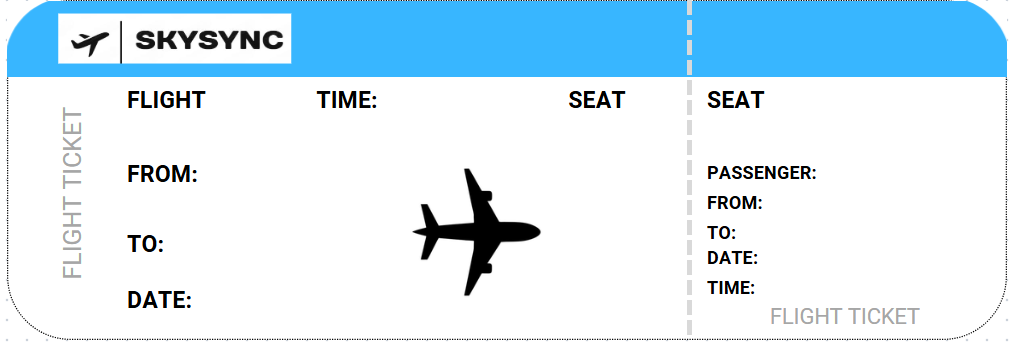 SKYSYNC
FLIGHT TICKET
FLIGHT TIME: SEAT
FROM:
TO:
DATE:
SEAT
PASSENGER:
FROM:
TO:
DATE:
TIME:
FLIGHT TICKET